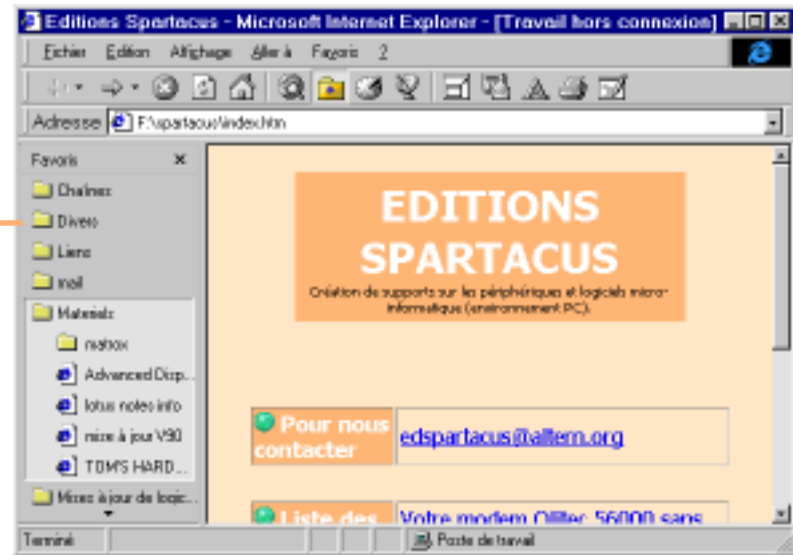 Editions Spartacus - Microsoft Internet Explorer - [Travail hors connexion]
Fichier Edition Affichage Aller à Favoris ?
Adresse F:\spartacus\index.htm
Favoris
Chaînes
Divers
Liens
mail
Materiels
matrox
Advanced Disp...
lotus notes info
mise à jour V90
TOM'S HARD...
Mises à jour de logic...
EDITIONS
SPARTACUS
Création de supports sur les périphériques et logiciels micro-
informatique (environnement PC).
Pour nous
contacter
edspartacus@altern.org
Liste des
Votre modem Olitec 56000 sans
Terminé
Poste de travail